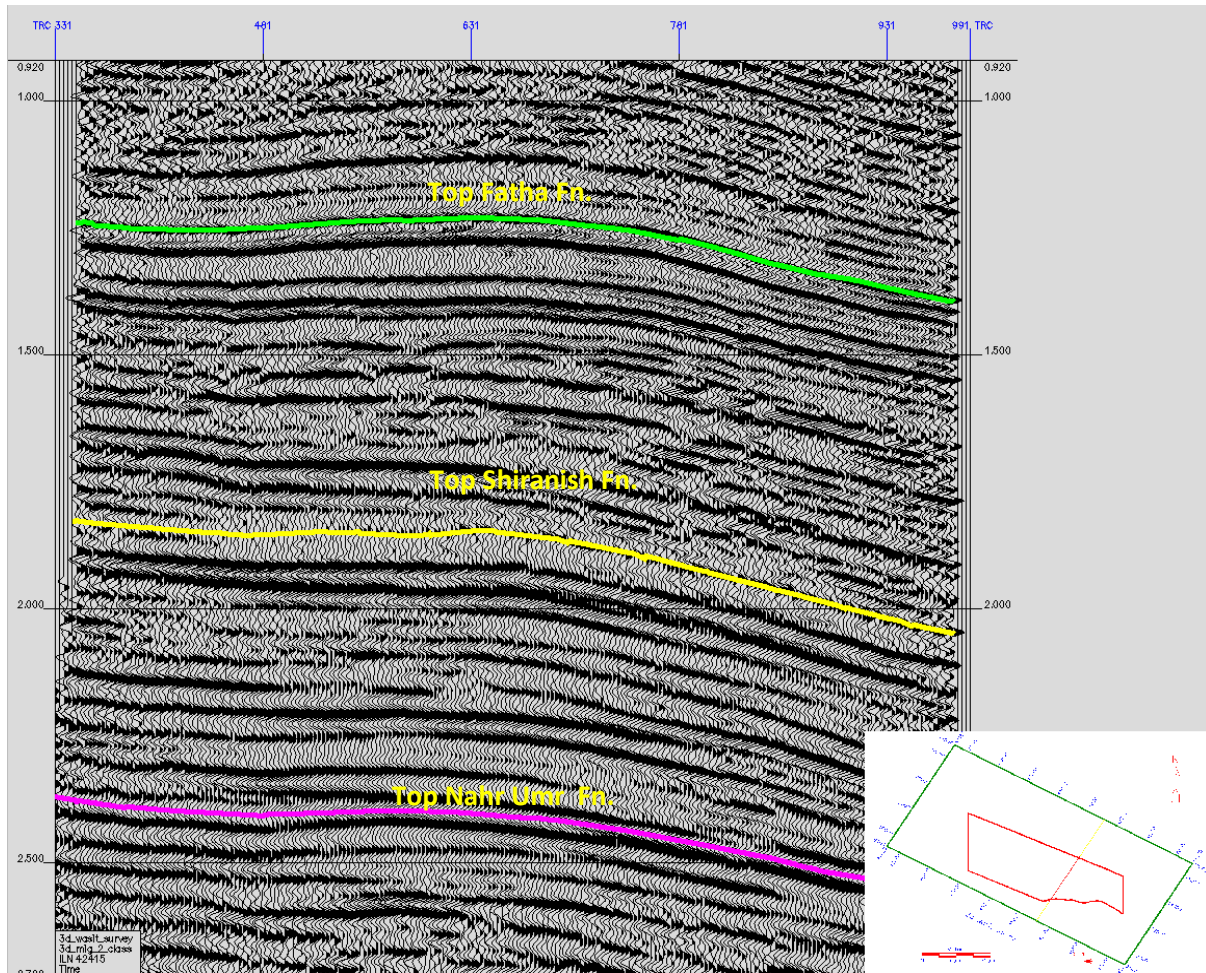 TRC 331 481 631 781 931 991 TRC
0.920 0.920
1.000 1.000
Top Fatha Fn.
1.500 1.500
Top Shiranish Fn.
2.000 2.000
Top Nahr Umr Fn.
2.500
3d_wasit_survey
3d_mig_2_class
ILN 42415
Time